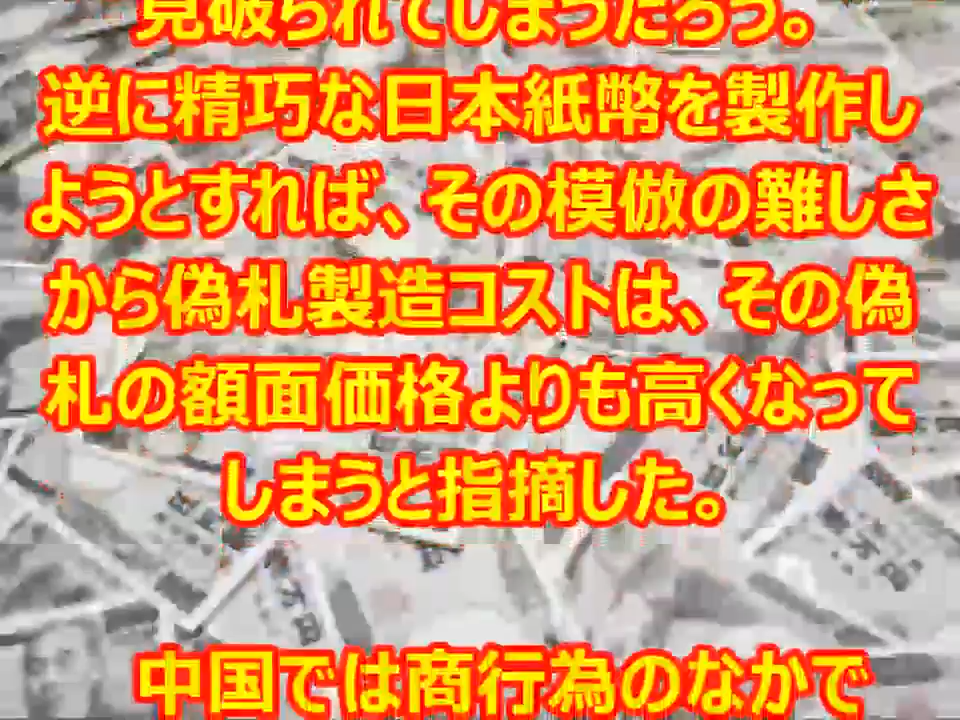 見破られてしまうだろう。
逆に精巧な日本紙幣を製作し
ようとすれば、その模倣の難しさ
から偽札製造コストは、その偽
札の額面価格よりも高くなって
しまうと指摘した。
中国では商行為のなかで